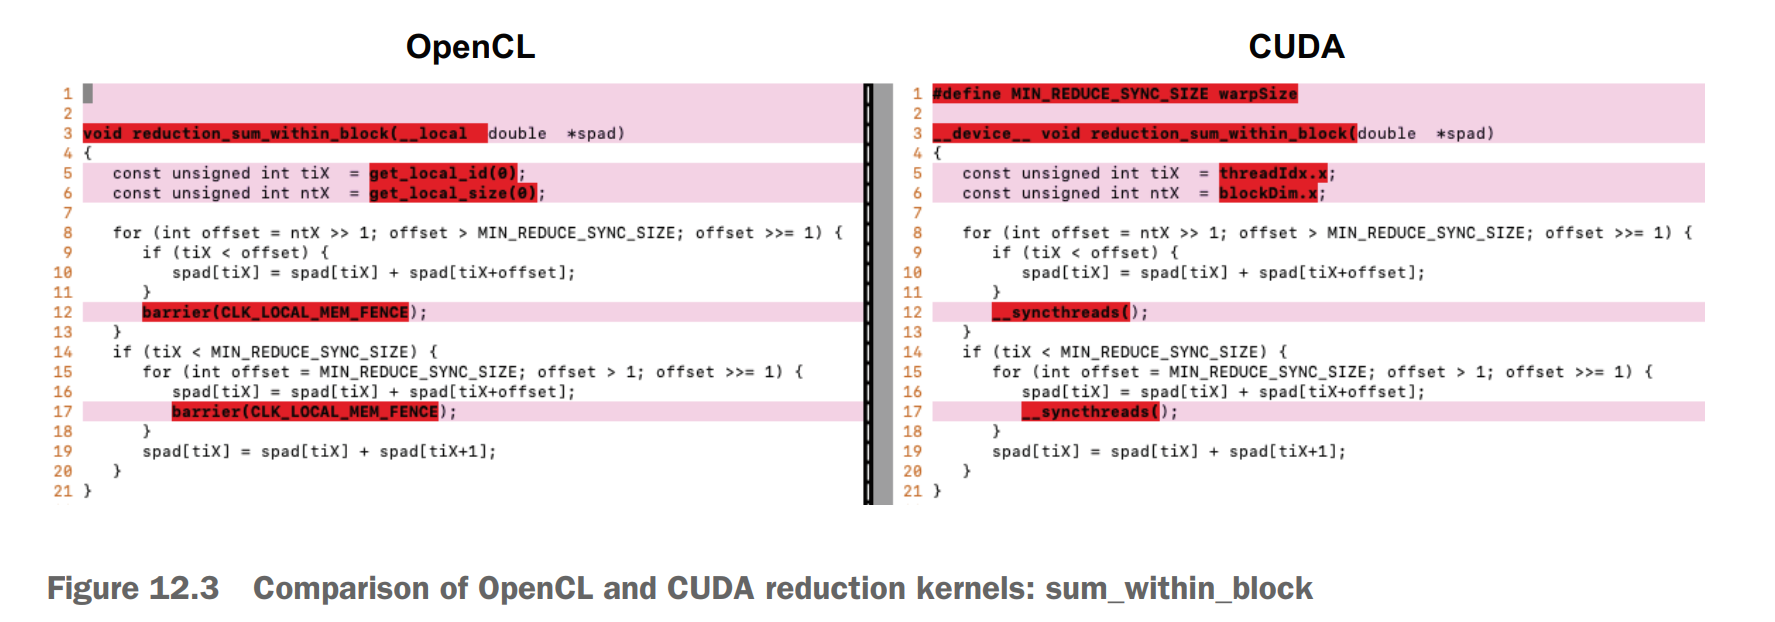 OpenCL
1
2
3 void reduction_sum_within_block(__local  double  *spad)
4 {
5   const unsigned int tiX  = get_local_id(0);
6   const unsigned int ntX  = get_local_size(0);
7
8   for (int offset = ntX >> 1; offset > MIN_REDUCE_SYNC_SIZE; offset >>= 1) {
9      if (tiX < offset) {
10         spad[tiX] = spad[tiX] + spad[tiX+offset];
11      }
12      barrier(CLK_LOCAL_MEM_FENCE);
13   }
14   if (tiX < MIN_REDUCE_SYNC_SIZE) {
15      for (int offset = MIN_REDUCE_SYNC_SIZE; offset > 1; offset >>= 1) {
16         spad[tiX] = spad[tiX] + spad[tiX+offset];
17         barrier(CLK_LOCAL_MEM_FENCE);
18      }
19      spad[tiX] = spad[tiX] + spad[tiX+1];
20   }
21 }
CUDA
1 #define MIN_REDUCE_SYNC_SIZE warpSize
2
3 __device__ void reduction_sum_within_block(double  *spad)
4 {
5   const unsigned int tiX  = threadIdx.x;
6   const unsigned int ntX  = blockDim.x;
7
8   for (int offset = ntX >> 1; offset > MIN_REDUCE_SYNC_SIZE; offset >>= 1) {
9      if (tiX < offset) {
10         spad[tiX] = spad[tiX] + spad[tiX+offset];
11      }
12      __syncthreads();
13   }
14   if (tiX < MIN_REDUCE_SYNC_SIZE) {
15      for (int offset = MIN_REDUCE_SYNC_SIZE; offset > 1; offset >>= 1) {
16         spad[tiX] = spad[tiX] + spad[tiX+offset];
17         __syncthreads();
18      }
19      spad[tiX] = spad[tiX] + spad[tiX+1];
20   }
21 }
Figure 12.3 Comparison of OpenCL and CUDA reduction kernels: sum_within_block